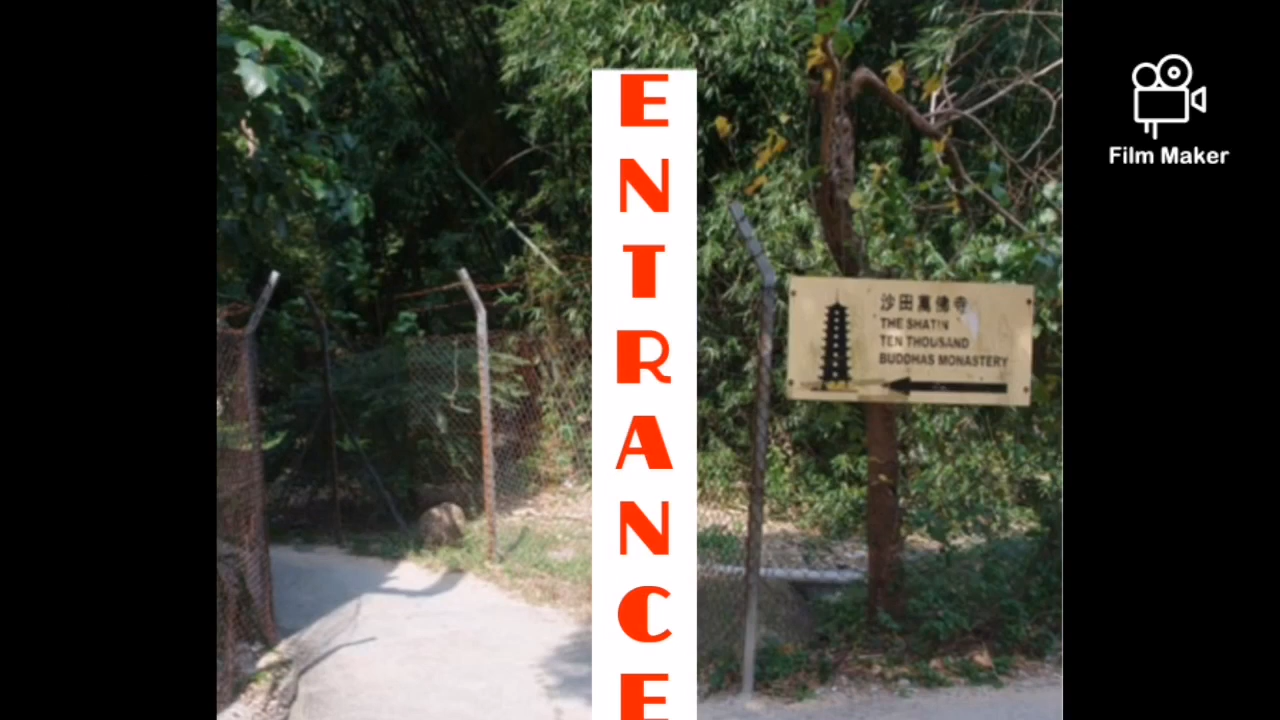 ENTRANCE
沙田萬佛寺
THE SHATIN
TEN THOUSAND
BUDDHAS MONASTERY
Film Maker